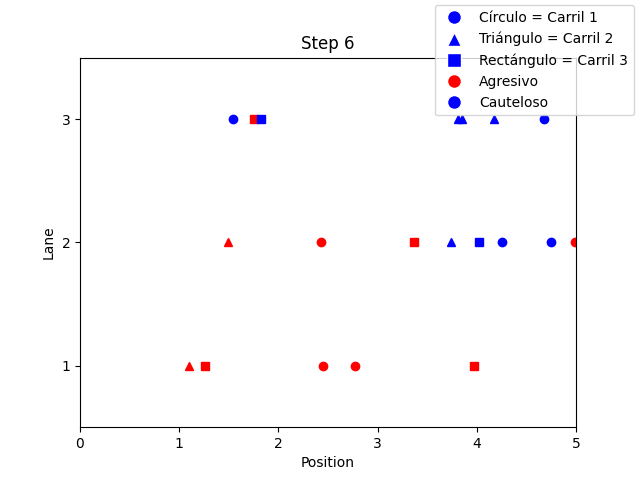 Step 6
Círculo = Carril 1
Triángulo = Carril 2
Rectángulo = Carril 3
Agresivo
Cauteloso
Lane
3
2
1
0 1 2 3 4 5
Position